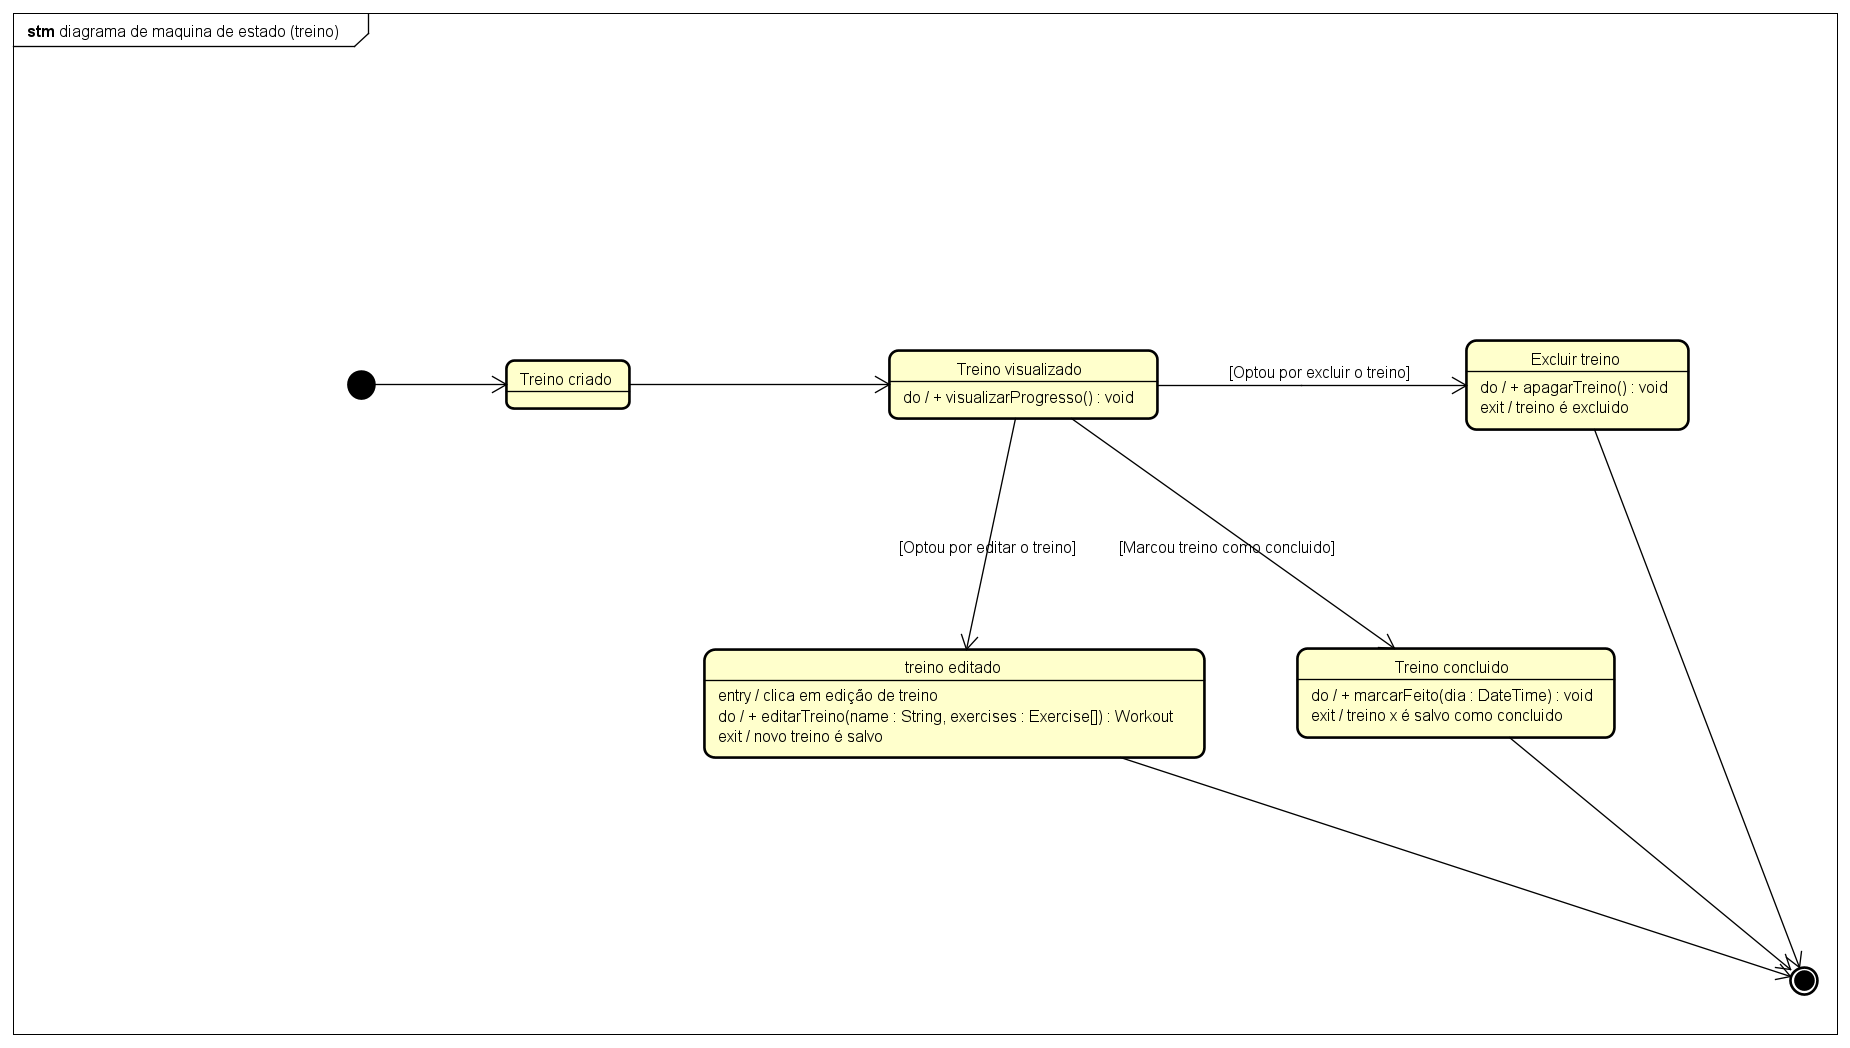 stm diagrama de maquina de estado (treino)
Treino criado
Treino visualizado
do / + visualizarProgresso() : void
[Optou por excluir o treino]
Excluir treino
do / + apagarTreino() : void
exit / treino é excluido
[Optou por editar o treino]
[Marcou treino como concluido]
treino editado
entry / clica em edição de treino
do / + editarTreino(name : String, exercises : Exercise[]) : Workout
exit / novo treino é salvo
Treino concluido
do / + marcarFeito(dia : DateTime) : void
exit / treino x é salvo como concluido